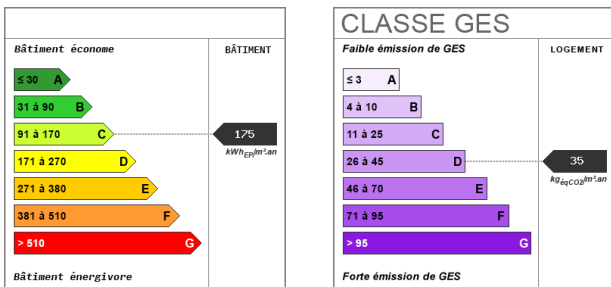 Bâtiment économe
BÂTIMENT
≤ 30 A
31 à 90 B
91 à 170 C
175
kWhEP/m².an
171 à 270 D
271 à 380 E
381 à 510 F
> 510 G
Bâtiment énergivore
CLASSE GES
Faible émission de GES
LOGEMENT
≤ 3 A
4 à 10 B
11 à 25 C
26 à 45 D
35
kgéqCO2/m².an
46 à 70 E
71 à 95 F
> 95 G
Forte émission de GES